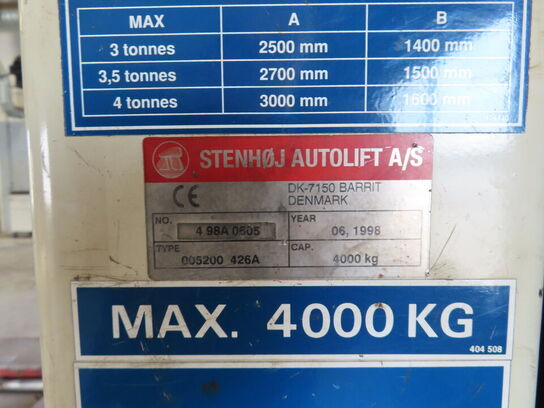 MAX A B
3 tonnes 2500 mm 1400 mm
3,5 tonnes 2700 mm 1500 mm
4 tonnes 3000 mm 1600 mm
STENHØJ AUTOLIFT A/S
CE DK-7150 BARRIT
DENMARK
NO. 4 98A 0605 YEAR 06, 1998
TYPE 005200 426A CAP. 4000 kg
MAX. 4000 KG
404 508